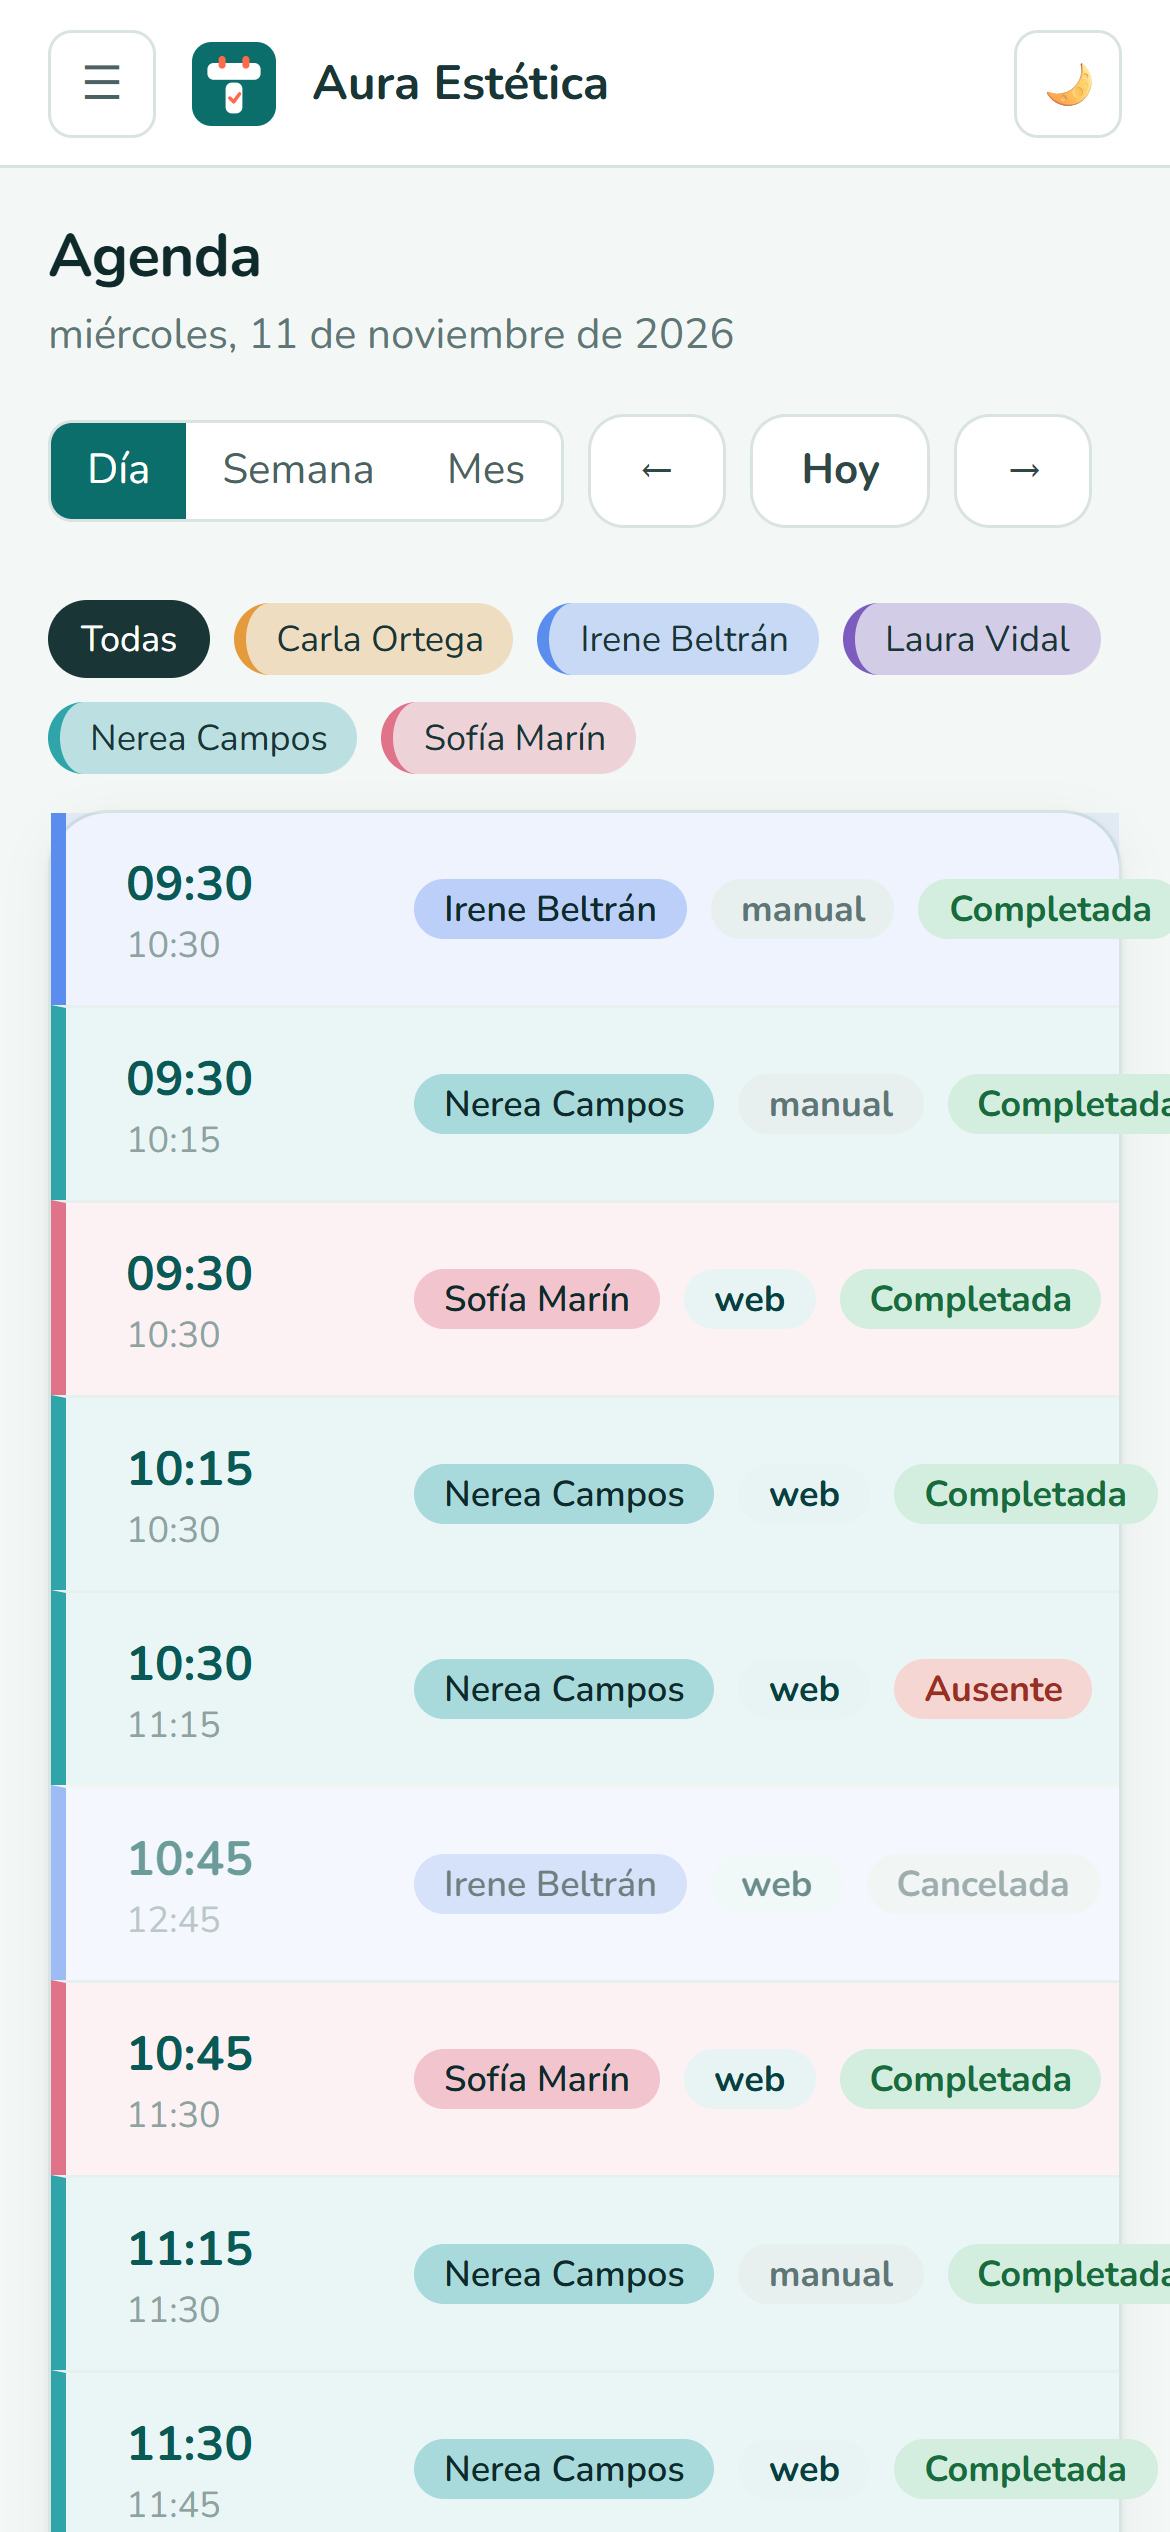 Aura Estética
Agenda
miércoles, 11 de noviembre de 2026
Día Semana Mes ← Hoy →
Todas Carla Ortega Irene Beltrán Laura Vidal
Nerea Campos Sofía Marín
09:30 Irene Beltrán manual Completada
10:30
09:30 Nerea Campos manual Completada
10:15
09:30 Sofía Marín web Completada
10:30
10:15 Nerea Campos web Completada
10:30
10:30 Nerea Campos web Ausente
11:15
10:45 Irene Beltrán web Cancelada
12:45
10:45 Sofía Marín web Completada
11:30
11:15 Nerea Campos manual Completada
11:30
11:30 Nerea Campos web Completada
11:45